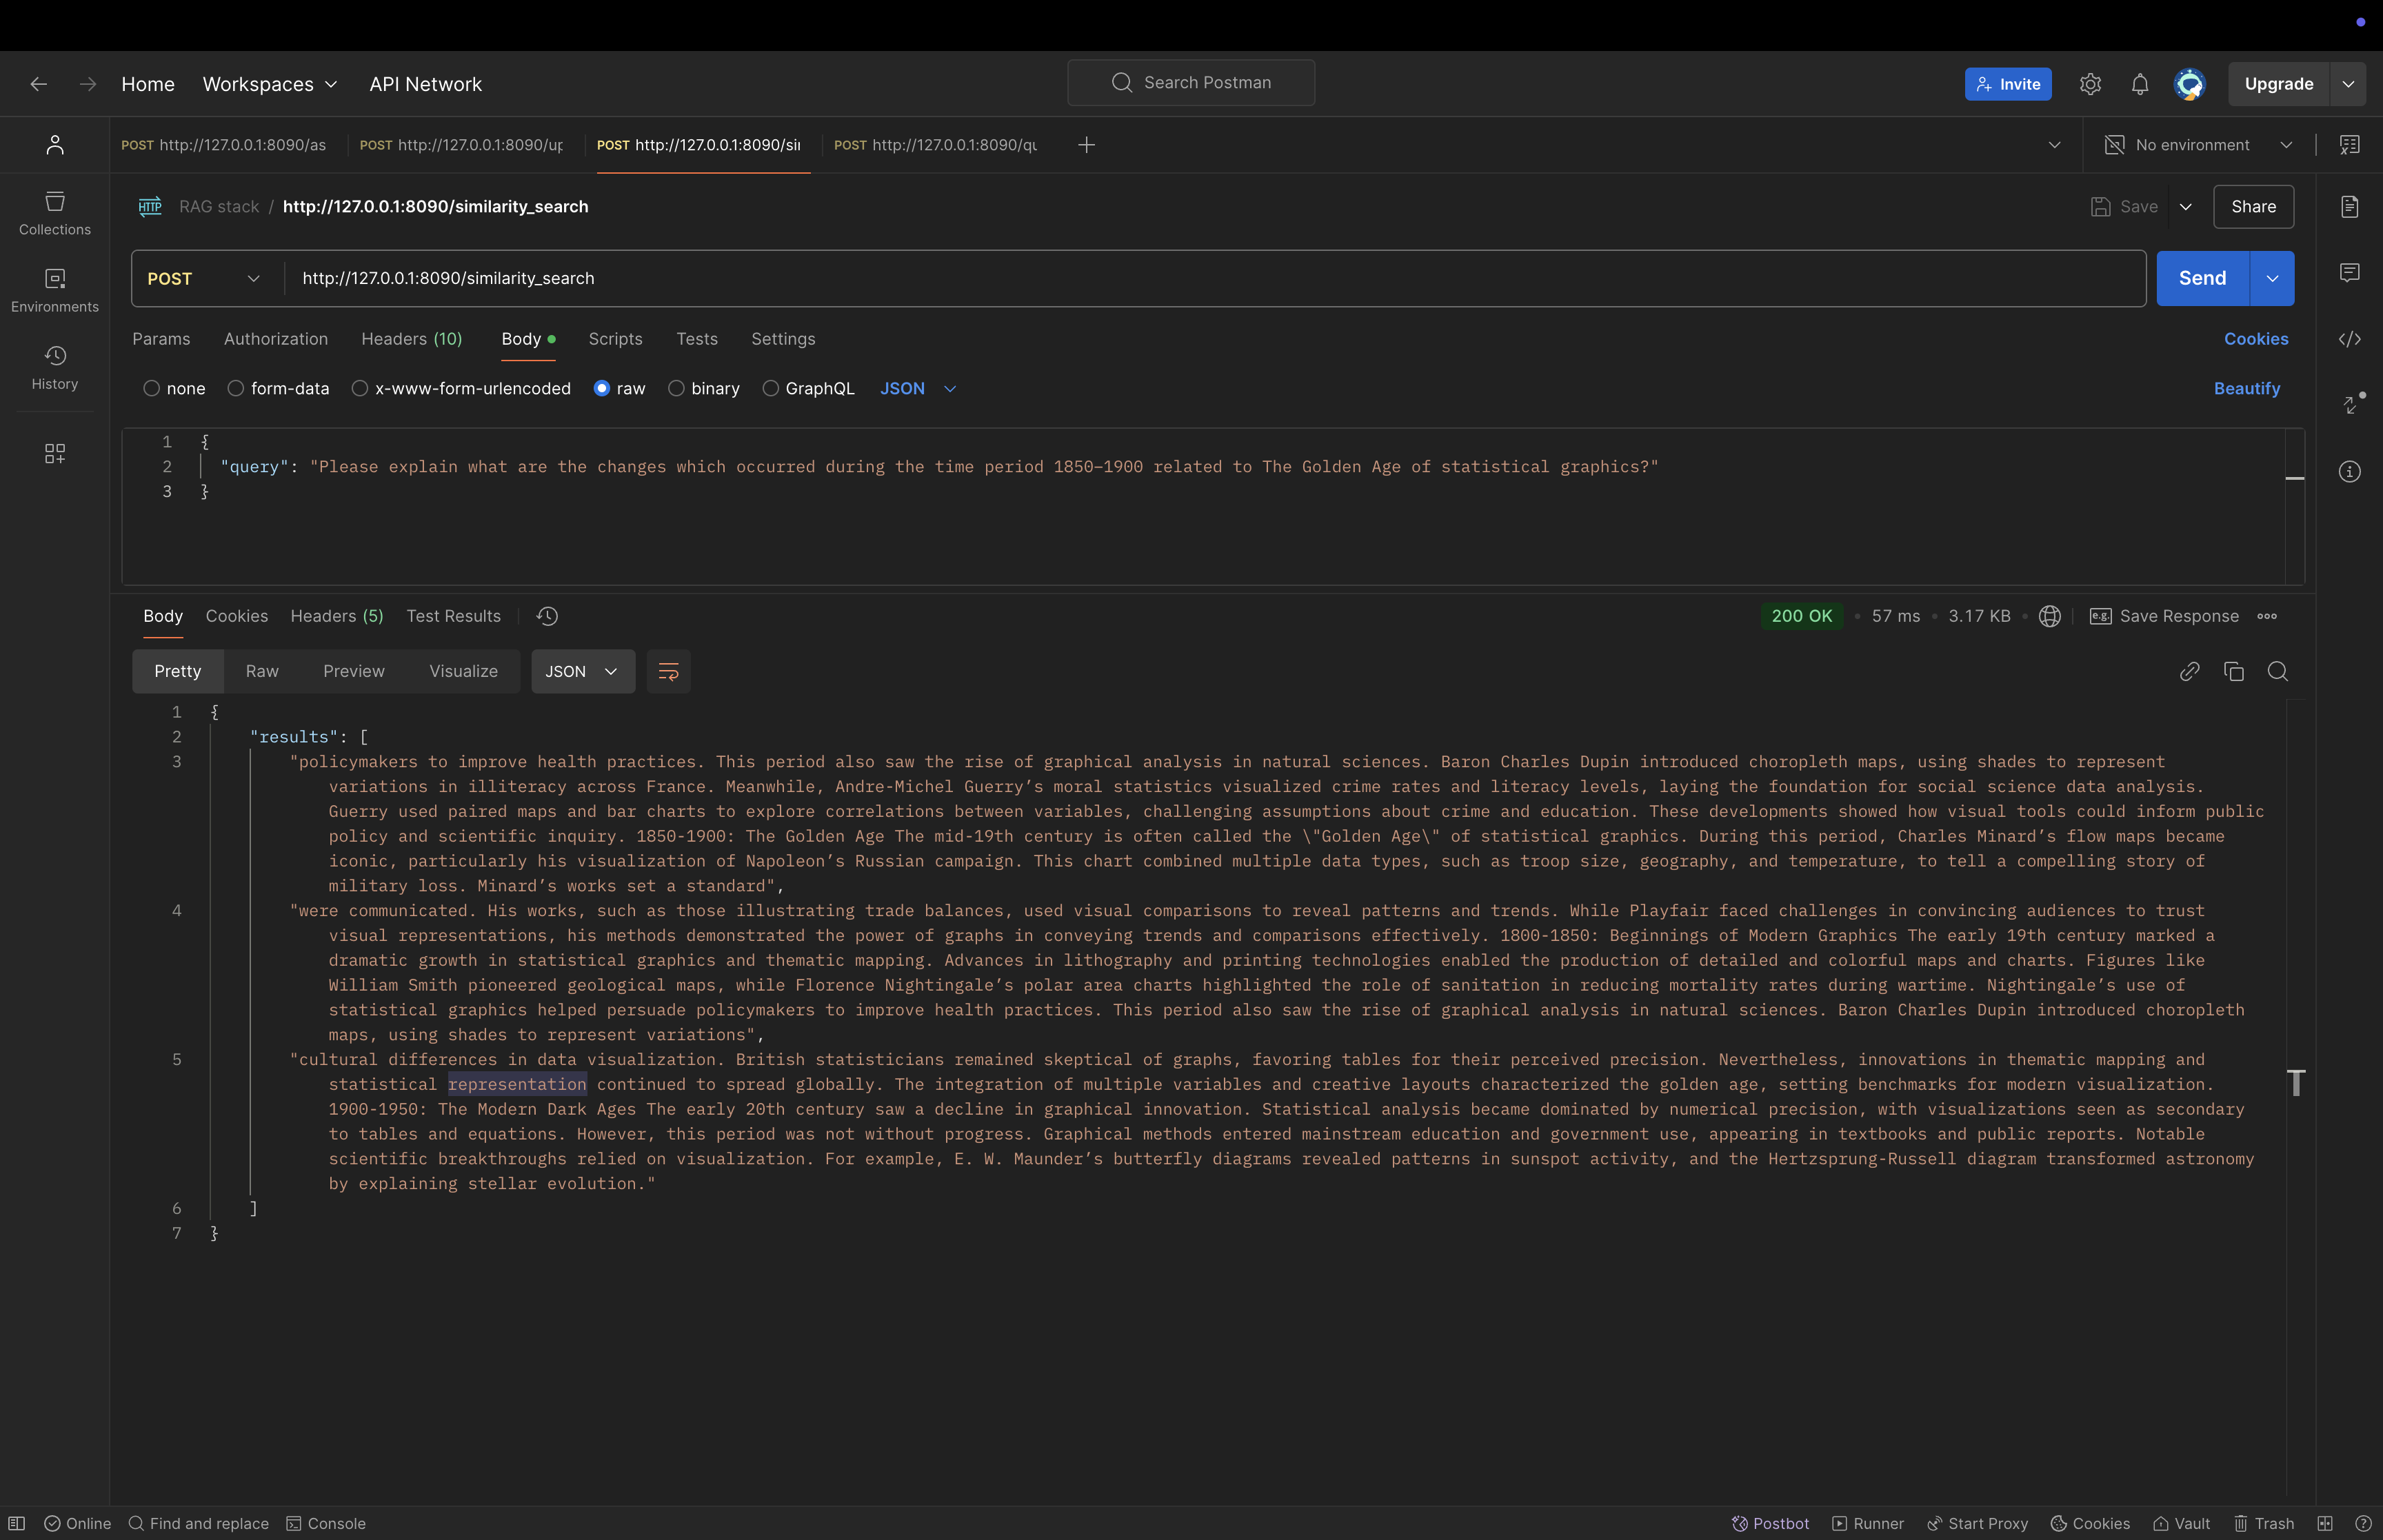 Home Workspaces API Network Search Postman Invite Upgrade
POST http://127.0.0.1:8090/as POST http://127.0.0.1:8090/up POST http://127.0.0.1:8090/sii POST http://127.0.0.1:8090/qu No environment
Collections
Environments
History
HTTP RAG stack / http://127.0.0.1:8090/similarity_search Save Share
POST http://127.0.0.1:8090/similarity_search Send
Params Authorization Headers (10) Body Scripts Tests Settings Cookies
none form-data x-www-form-urlencoded raw binary GraphQL JSON Beautify
1 {
2 "query": "Please explain what are the changes which occurred during the time period 1850–1900 related to The Golden Age of statistical graphics?"
3 }
Body Cookies Headers (5) Test Results 200 OK • 57 ms • 3.17 KB • e.g. Save Response
Pretty Raw Preview Visualize JSON
1 {
2 "results": [
3 "policymakers to improve health practices. This period also saw the rise of graphical analysis in natural sciences. Baron Charles Dupin introduced choropleth maps, using shades to represent
variations in illiteracy across France. Meanwhile, Andre-Michel Guerry’s moral statistics visualized crime rates and literacy levels, laying the foundation for social science data analysis.
Guerry used paired maps and bar charts to explore correlations between variables, challenging assumptions about crime and education. These developments showed how visual tools could inform public
policy and scientific inquiry. 1850-1900: The Golden Age The mid-19th century is often called the \"Golden Age\" of statistical graphics. During this period, Charles Minard’s flow maps became
iconic, particularly his visualization of Napoleon’s Russian campaign. This chart combined multiple data types, such as troop size, geography, and temperature, to tell a compelling story of
military loss. Minard’s works set a standard",
4 "were communicated. His works, such as those illustrating trade balances, used visual comparisons to reveal patterns and trends. While Playfair faced challenges in convincing audiences to trust
visual representations, his methods demonstrated the power of graphs in conveying trends and comparisons effectively. 1800-1850: Beginnings of Modern Graphics The early 19th century marked a
dramatic growth in statistical graphics and thematic mapping. Advances in lithography and printing technologies enabled the production of detailed and colorful maps and charts. Figures like
William Smith pioneered geological maps, while Florence Nightingale’s polar area charts highlighted the role of sanitation in reducing mortality rates during wartime. Nightingale’s use of
statistical graphics helped persuade policymakers to improve health practices. This period also saw the rise of graphical analysis in natural sciences. Baron Charles Dupin introduced choropleth
maps, using shades to represent variations",
5 "cultural differences in data visualization. British statisticians remained skeptical of graphs, favoring tables for their perceived precision. Nevertheless, innovations in thematic mapping and
statistical representation continued to spread globally. The integration of multiple variables and creative layouts characterized the golden age, setting benchmarks for modern visualization.
1900-1950: The Modern Dark Ages The early 20th century saw a decline in graphical innovation. Statistical analysis became dominated by numerical precision, with visualizations seen as secondary
to tables and equations. However, this period was not without progress. Graphical methods entered mainstream education and government use, appearing in textbooks and public reports. Notable
scientific breakthroughs relied on visualization. For example, E. W. Maunder’s butterfly diagrams revealed patterns in sunspot activity, and the Hertzsprung-Russell diagram transformed astronomy
by explaining stellar evolution."
6 ]
7 }
Online Find and replace Console Postbot Runner Start Proxy Cookies Vault Trash